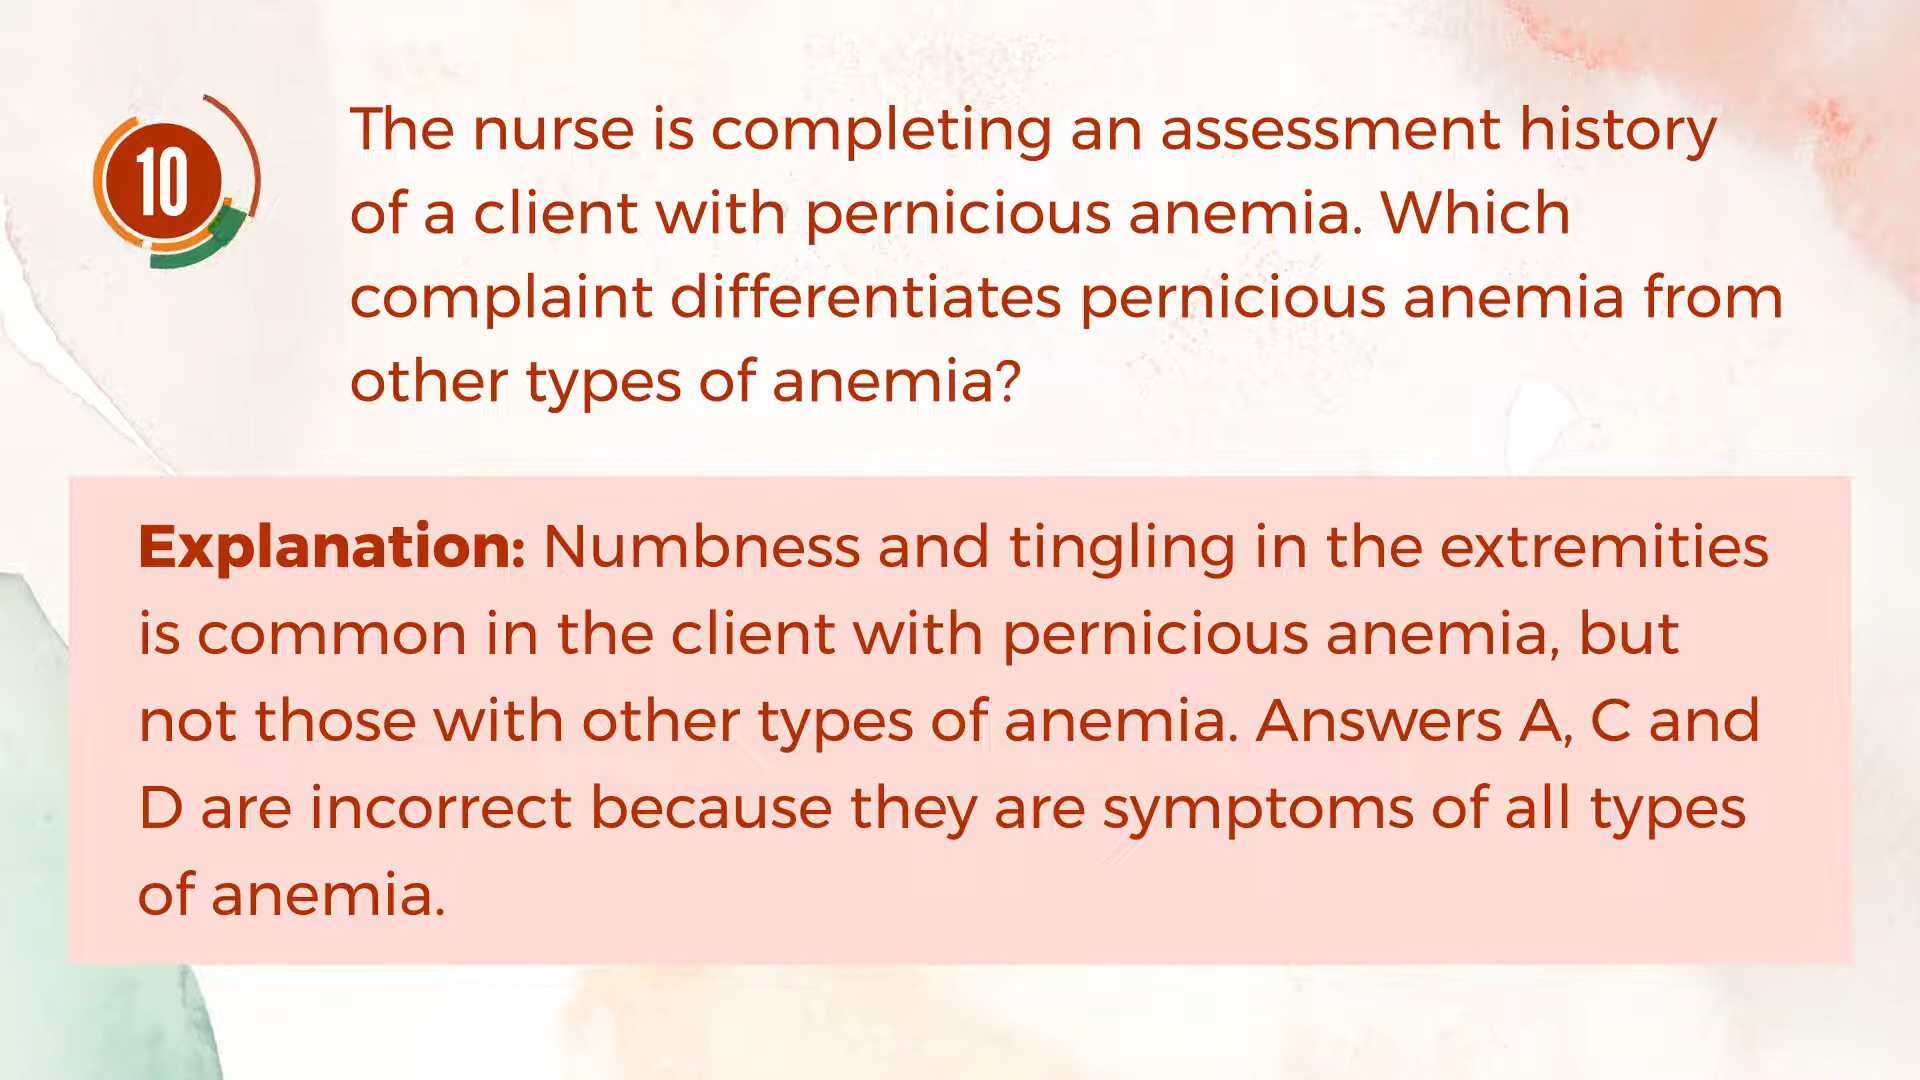 10
The nurse is completing an assessment history
of a client with pernicious anemia. Which
complaint differentiates pernicious anemia from
other types of anemia?
Explanation: Numbness and tingling in the extremities
is common in the client with pernicious anemia, but
not those with other types of anemia. Answers A, C and
D are incorrect because they are symptoms of all types
of anemia.